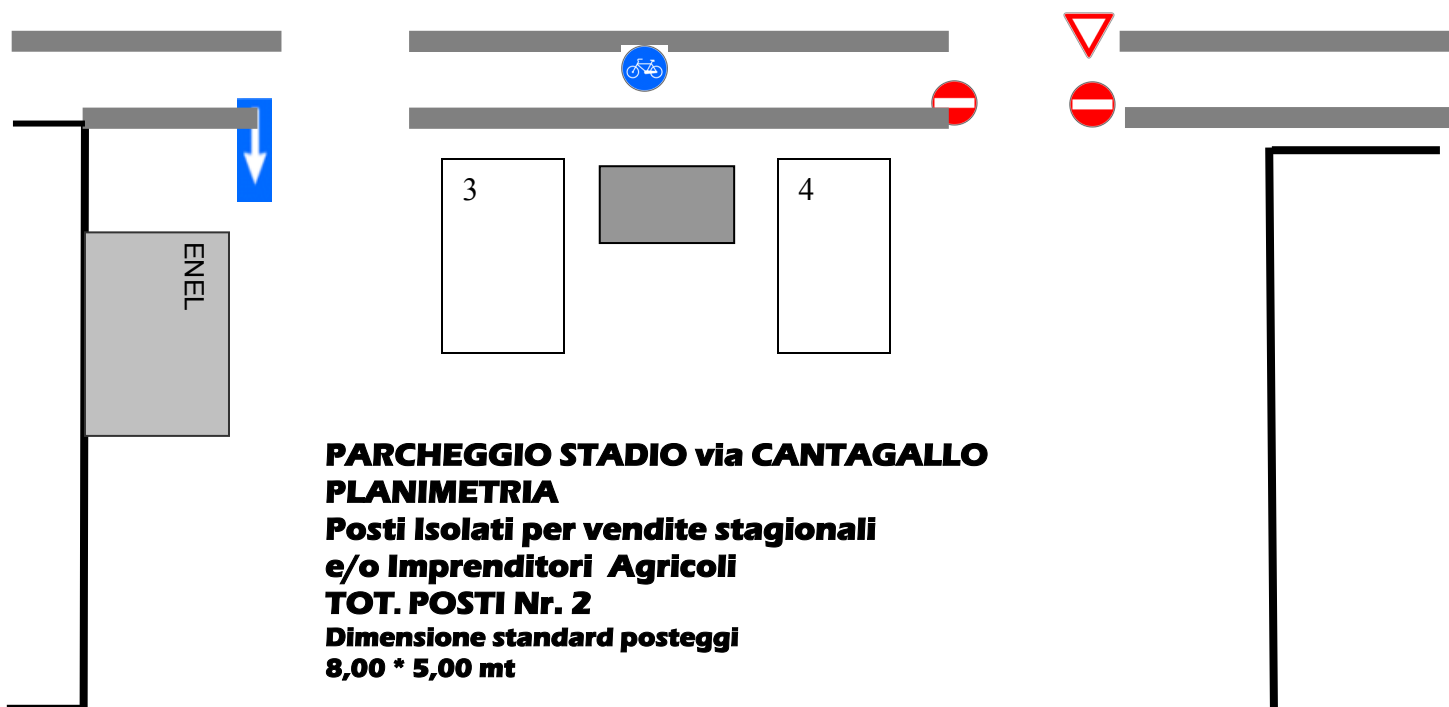 3
4
ENEL
PARCHEGGIO STADIO via CANTAGALLO
PLANIMETRIA
Posti Isolati per vendite stagionali
e/o Imprenditori Agricoli
TOT. POSTI Nr. 2
Dimensione standard posteggi
8,00 * 5,00 mt